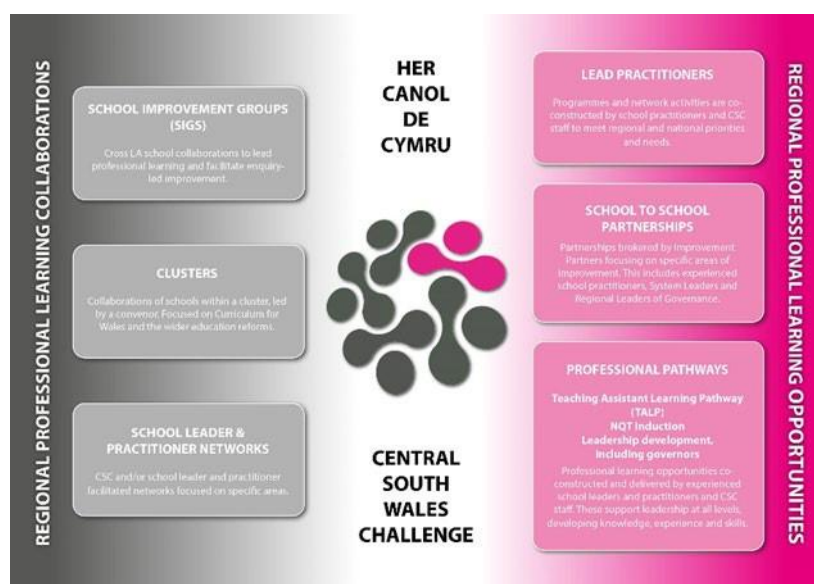 REGIONAL PROFESSIONAL LEARNING COLLABORATIONS
SCHOOL IMPROVEMENT GROUPS
(SIGS)
Cross LA school collaborations to lead
professional learning and facilitate enquiry-
led improvement.
CLUSTERS
Collaborations of schools within a cluster, led
by a convenor. Focused on Curriculum for
Wales and the wider education reforms.
SCHOOL LEADER &
PRACTITIONER NETWORKS
CSC and/or school leader and practitioner
facilitated networks focused on specific areas.
HER
CANOL
DE
CYMRU
CENTRAL
SOUTH
WALES
CHALLENGE
LEAD PRACTITIONERS
Programmes and network activities are co-
constructed by school practitioners and CSC
staff to meet regional and national priorities
and needs.
SCHOOL TO SCHOOL
PARTNERSHIPS
Partnerships brokered by Improvement
Partners focusing on specific areas of
improvement. This includes experienced
school practitioners, System Leaders and
Regional Leaders of Governance.
PROFESSIONAL PATHWAYS
Teaching Assistant Learning Pathway
(TALP)
NQT Induction
Leadership development,
including governors
Professional learning opportunities co-
constructed and delivered by experienced
school leaders and practitioners and CSC
staff. These support leadership at all levels,
developing knowledge, experience and skills.
REGIONAL PROFESSIONAL LEARNING OPPORTUNITIES